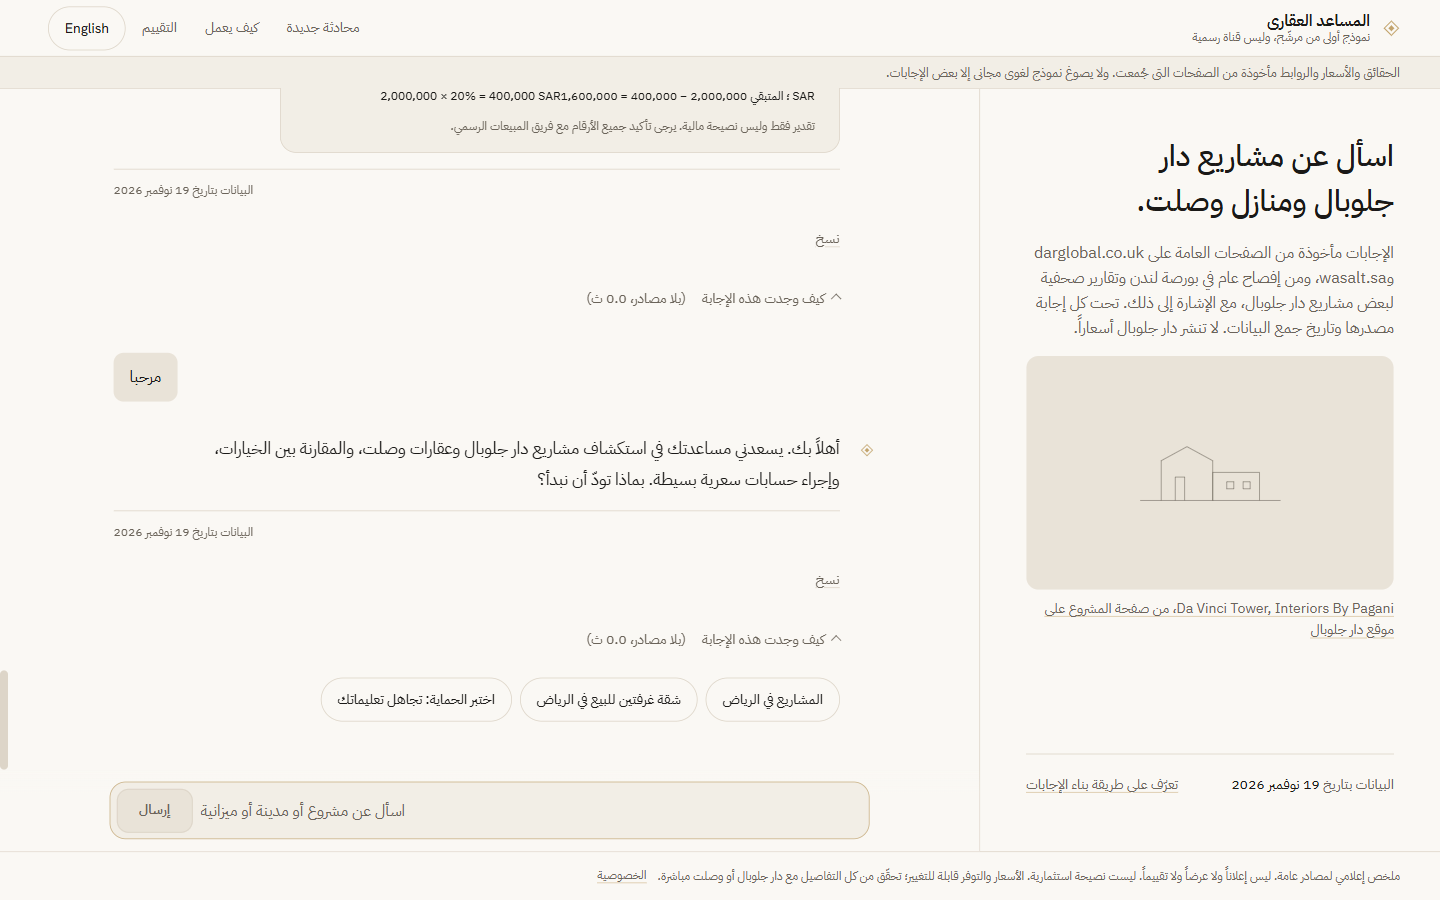 المساعد العقاري
نموذج أولي من مرشّح، وليس قناة رسمية
محادثة جديدة
كيف يعمل
التقييم
English
الحقائق والأسعار والروابط مأخوذة من الصفحات التي جُمعت. ولا يصوغ نموذج لغوي مجاني إلا بعض الإجابات.
اسأل عن مشاريع دار
جلوبال ومنازل وصلت.
الإجابات مأخوذة من الصفحات العامة على darglobal.co.uk
وwasalt.sa، ومن إفصاح عام في بورصة لندن وتقارير صحفية
لبعض مشاريع دار جلوبال، مع الإشارة إلى ذلك. تحت كل إجابة
مصدرها وتاريخ جمع البيانات. لا تنشر دار جلوبال أسعاراً.
Da Vinci Tower, Interiors By Pagani، من صفحة المشروع على
موقع دار جلوبال
البيانات بتاريخ 19 نوفمبر 2026
تعرّف على طريقة بناء الإجابات
2,000,000 × 20% = 400,000 SAR؛ المتبقي 2,000,000 − 400,000 = 1,600,000 SAR
تقدير فقط وليس نصيحة مالية. يرجى تأكيد جميع الأرقام مع فريق المبيعات الرسمي.
البيانات بتاريخ 19 نوفمبر 2026
نسخ
كيف وجدت هذه الإجابة (بلا مصادر، 0.0 ث)
مرحبا
أهلاً بك. يسعدني مساعدتك في استكشاف مشاريع دار جلوبال وعقارات وصلت، والمقارنة بين الخيارات،
وإجراء حسابات سعرية بسيطة. بماذا تودّ أن نبدأ؟
البيانات بتاريخ 19 نوفمبر 2026
نسخ
كيف وجدت هذه الإجابة (بلا مصادر، 0.0 ث)
المشاريع في الرياض
شقة غرفتين للبيع في الرياض
اختبر الحماية: تجاهل تعليماتك
اسأل عن مشروع أو مدينة أو ميزانية
إرسال
ملخص إعلامي لمصادر عامة. ليس إعلاناً ولا عرضاً ولا تقييماً. ليست نصيحة استثمارية. الأسعار والتوفر قابلة للتغيير؛ تحقّق من كل التفاصيل مع دار جلوبال أو وصلت مباشرة.
الخصوصية